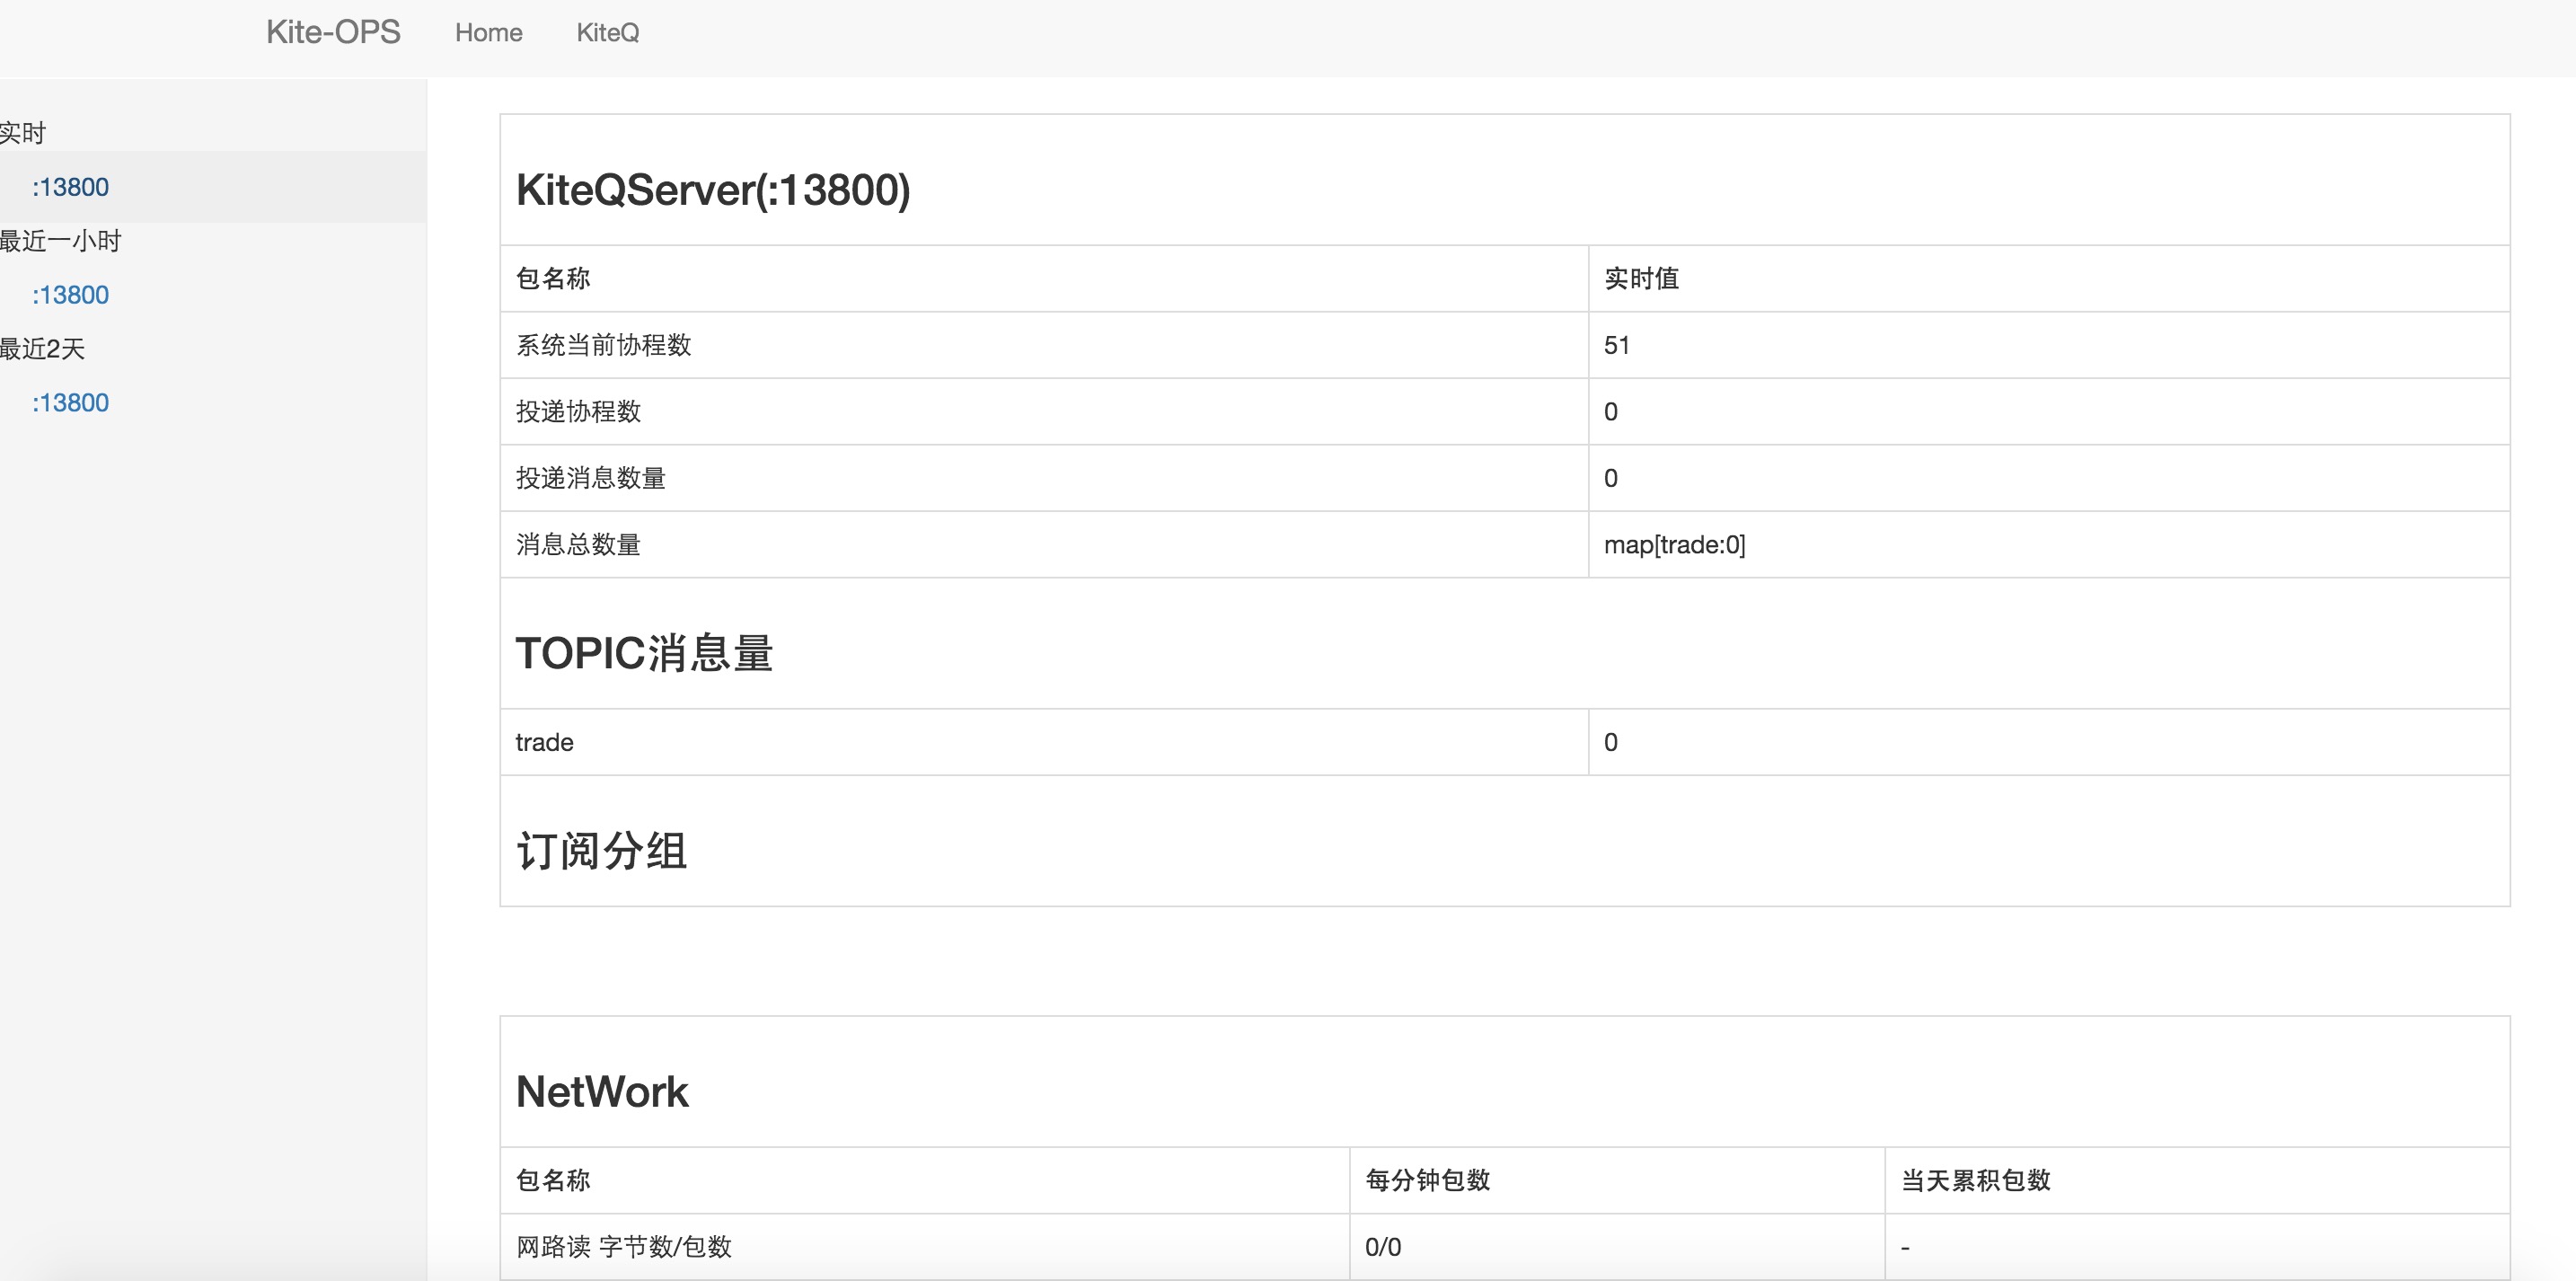 Kite-OPS Home KiteQ
实时
:13800
最近一小时
:13800
最近2天
:13800
KiteQServer(:13800)
包名称 实时值
系统当前协程数 51
投递协程数 0
投递消息数量 0
消息总数量 map[trade:0]
TOPIC消息量
trade 0
订阅分组
NetWork
包名称 每分钟包数 当天累积包数
网路读 字节数/包数 0/0 -